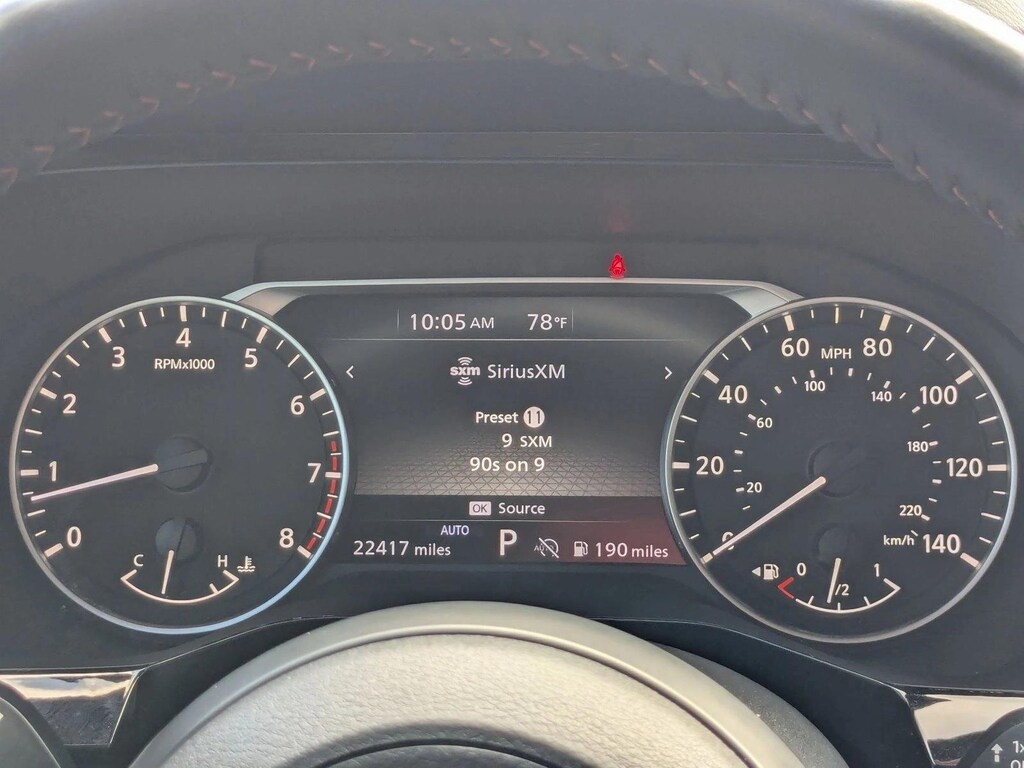 10:05 AM 78°F
< sxm SiriusXM >
Preset 11
9 SXM
90s on 9
OK Source
AUTO
22417 miles P 190 miles
RPMx1000
0 1 2 3 4 5 6 7 8
C H
MPH
0 20 40 60 80 100 120 140
20 60 100 140 180 220
km/h
0 1/2 1
1x